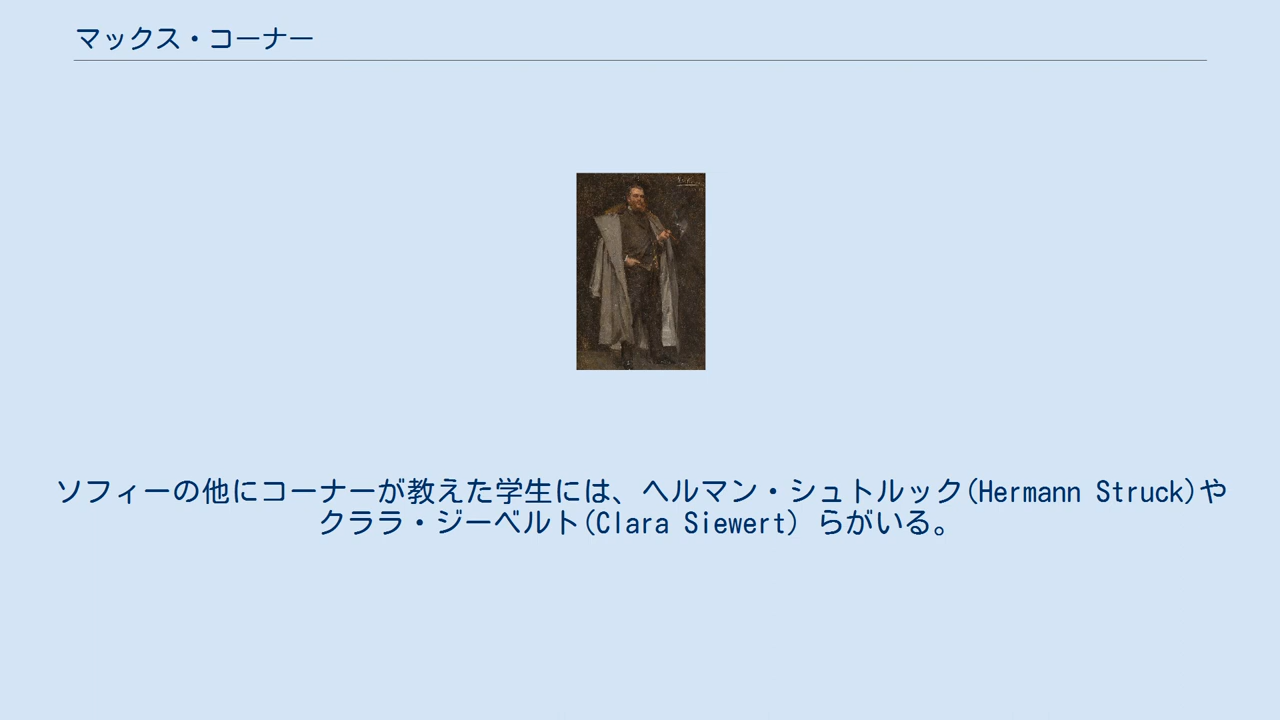 マックス・コーナー
ソフィーの他にコーナーが教えた学生には、ヘルマン・シュトルック(Hermann Struck)や
クララ・ジーベルト(Clara Siewert) らがいる。